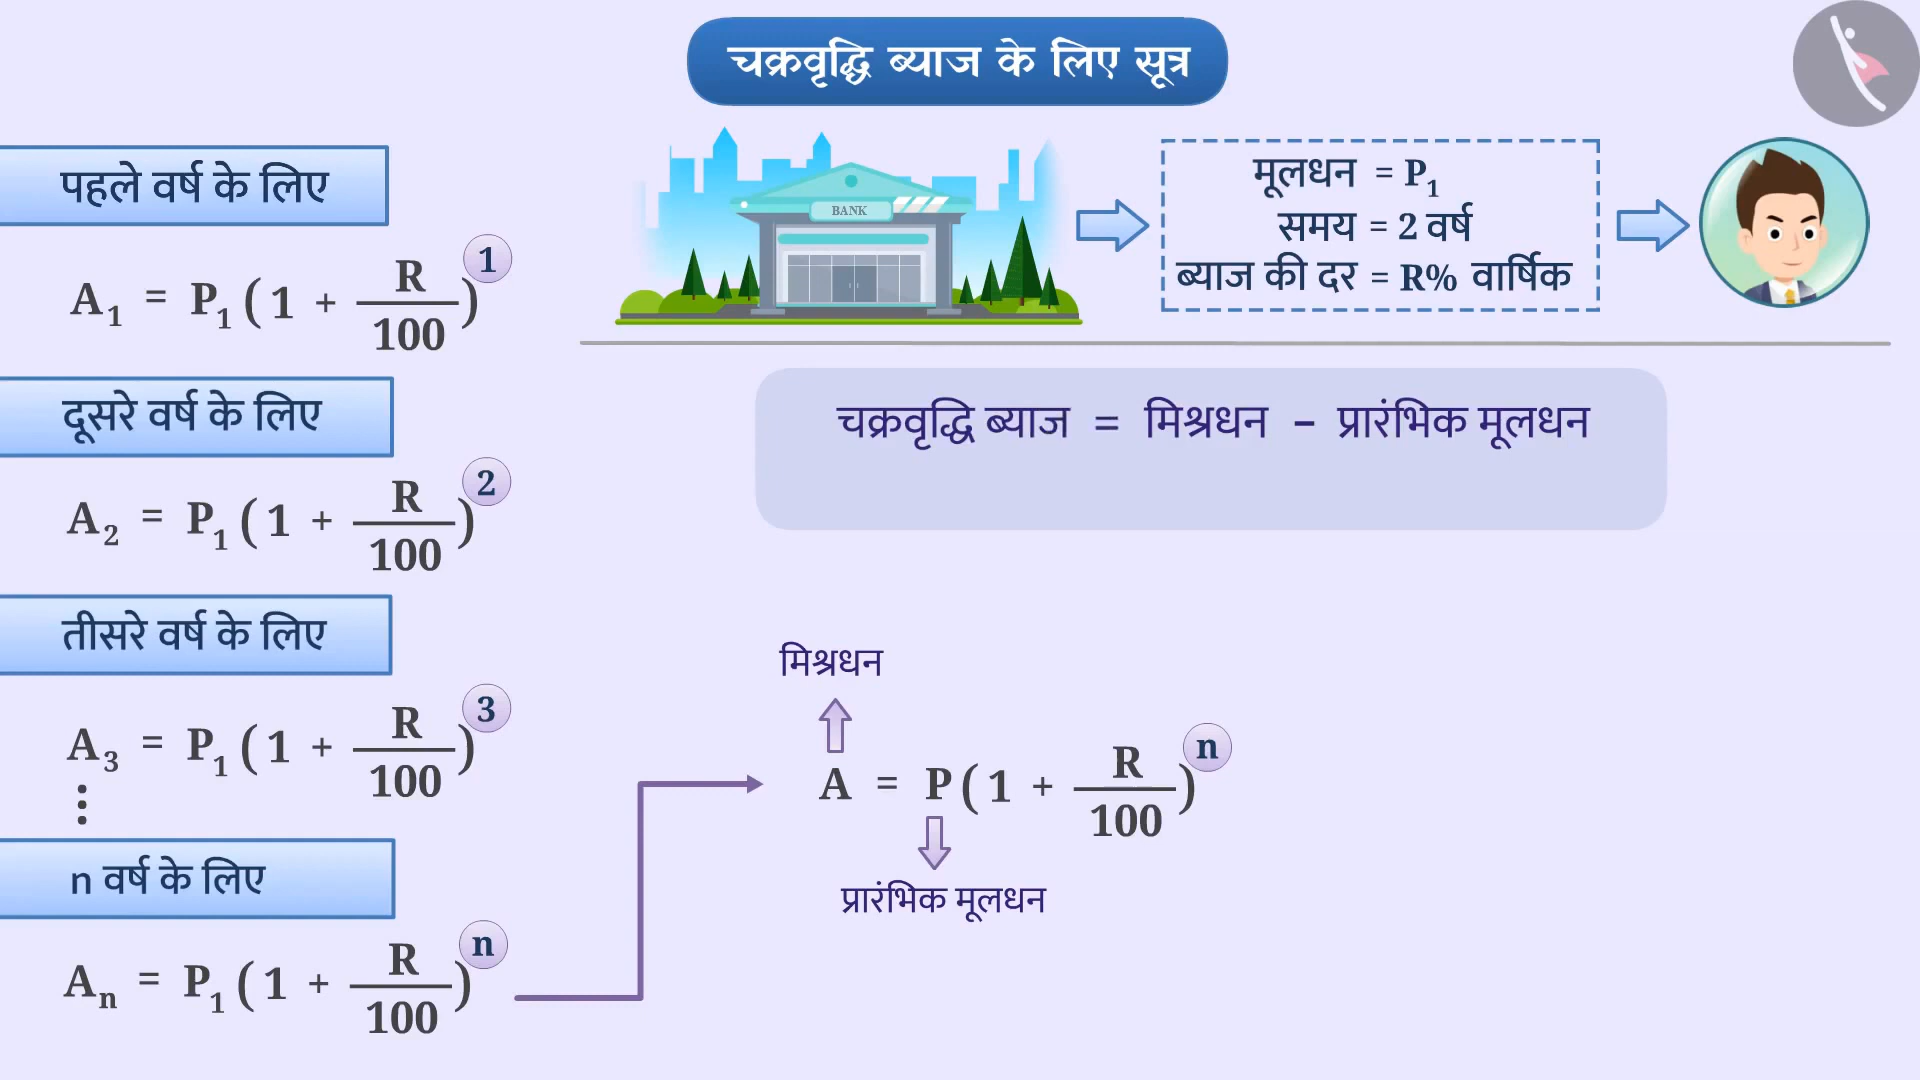 चक्रवृद्धि ब्याज के लिए सूत्र
पहले वर्ष के लिए
A₁ = P₁ (1 + R/100)¹
BANK
मूलधन = P₁
समय = 2 वर्ष
ब्याज की दर = R% वार्षिक
दूसरे वर्ष के लिए
A₂ = P₁ (1 + R/100)²
चक्रवृद्धि ब्याज = मिश्रधन – प्रारंभिक मूलधन
तीसरे वर्ष के लिए
A₃ = P₁ (1 + R/100)³
⋮
n वर्ष के लिए
Aₙ = P₁ (1 + R/100)ⁿ
मिश्रधन
A = P (1 + R/100)ⁿ
प्रारंभिक मूलधन